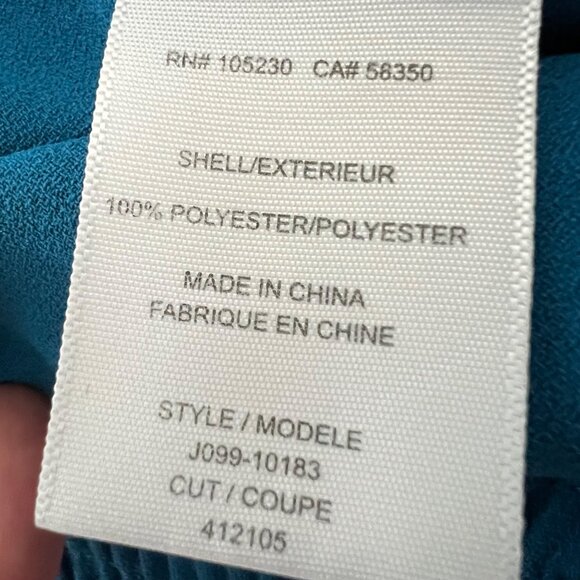 RN# 105230 CA# 58350
SHELL/EXTERIEUR
100% POLYESTER/POLYESTER
MADE IN CHINA
FABRIQUE EN CHINE
STYLE / MODELE
J099-10183
CUT / COUPE
412105